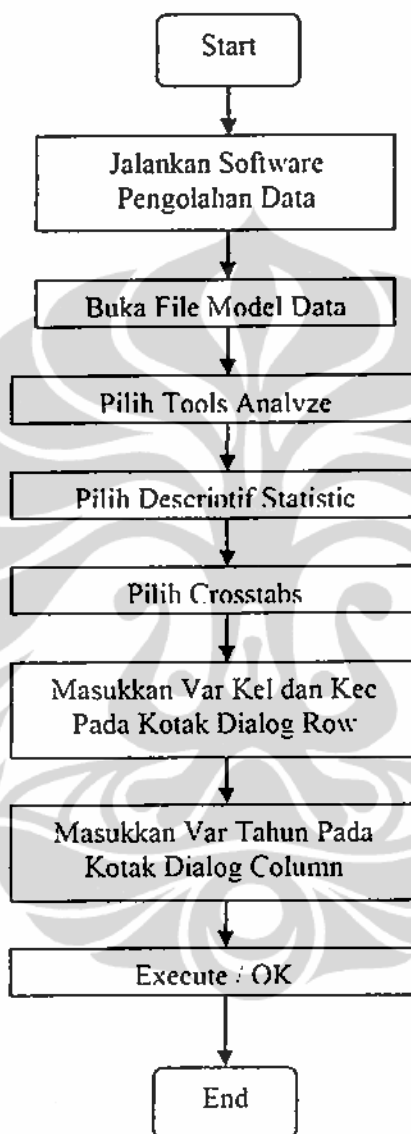 Start
Jalankan Software
Pengolahan Data
Buka File Model Data
Pilih Tools Analyze
Pilih Descriptif Statistic
Pilih Crosstabs
Masukkan Var Kel dan Kec
Pada Kotak Dialog Row
Masukkan Var Tahun Pada
Kotak Dialog Column
Execute / OK
End